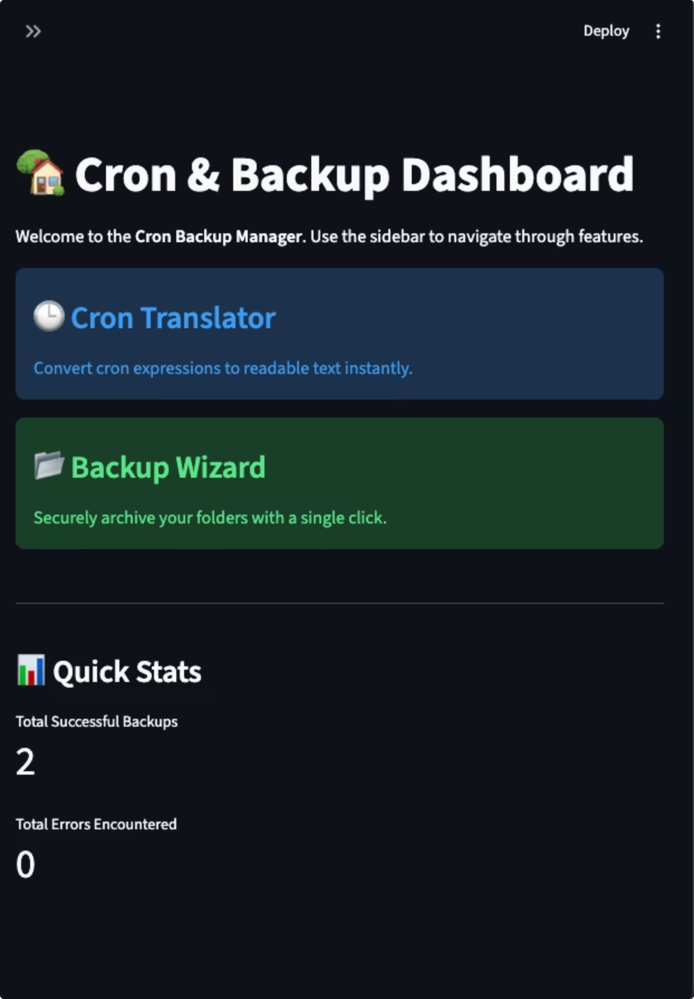 Deploy
Cron & Backup Dashboard
Welcome to the Cron Backup Manager. Use the sidebar to navigate through features.
Cron Translator
Convert cron expressions to readable text instantly.
Backup Wizard
Securely archive your folders with a single click.
Quick Stats
Total Successful Backups
2
Total Errors Encountered
0